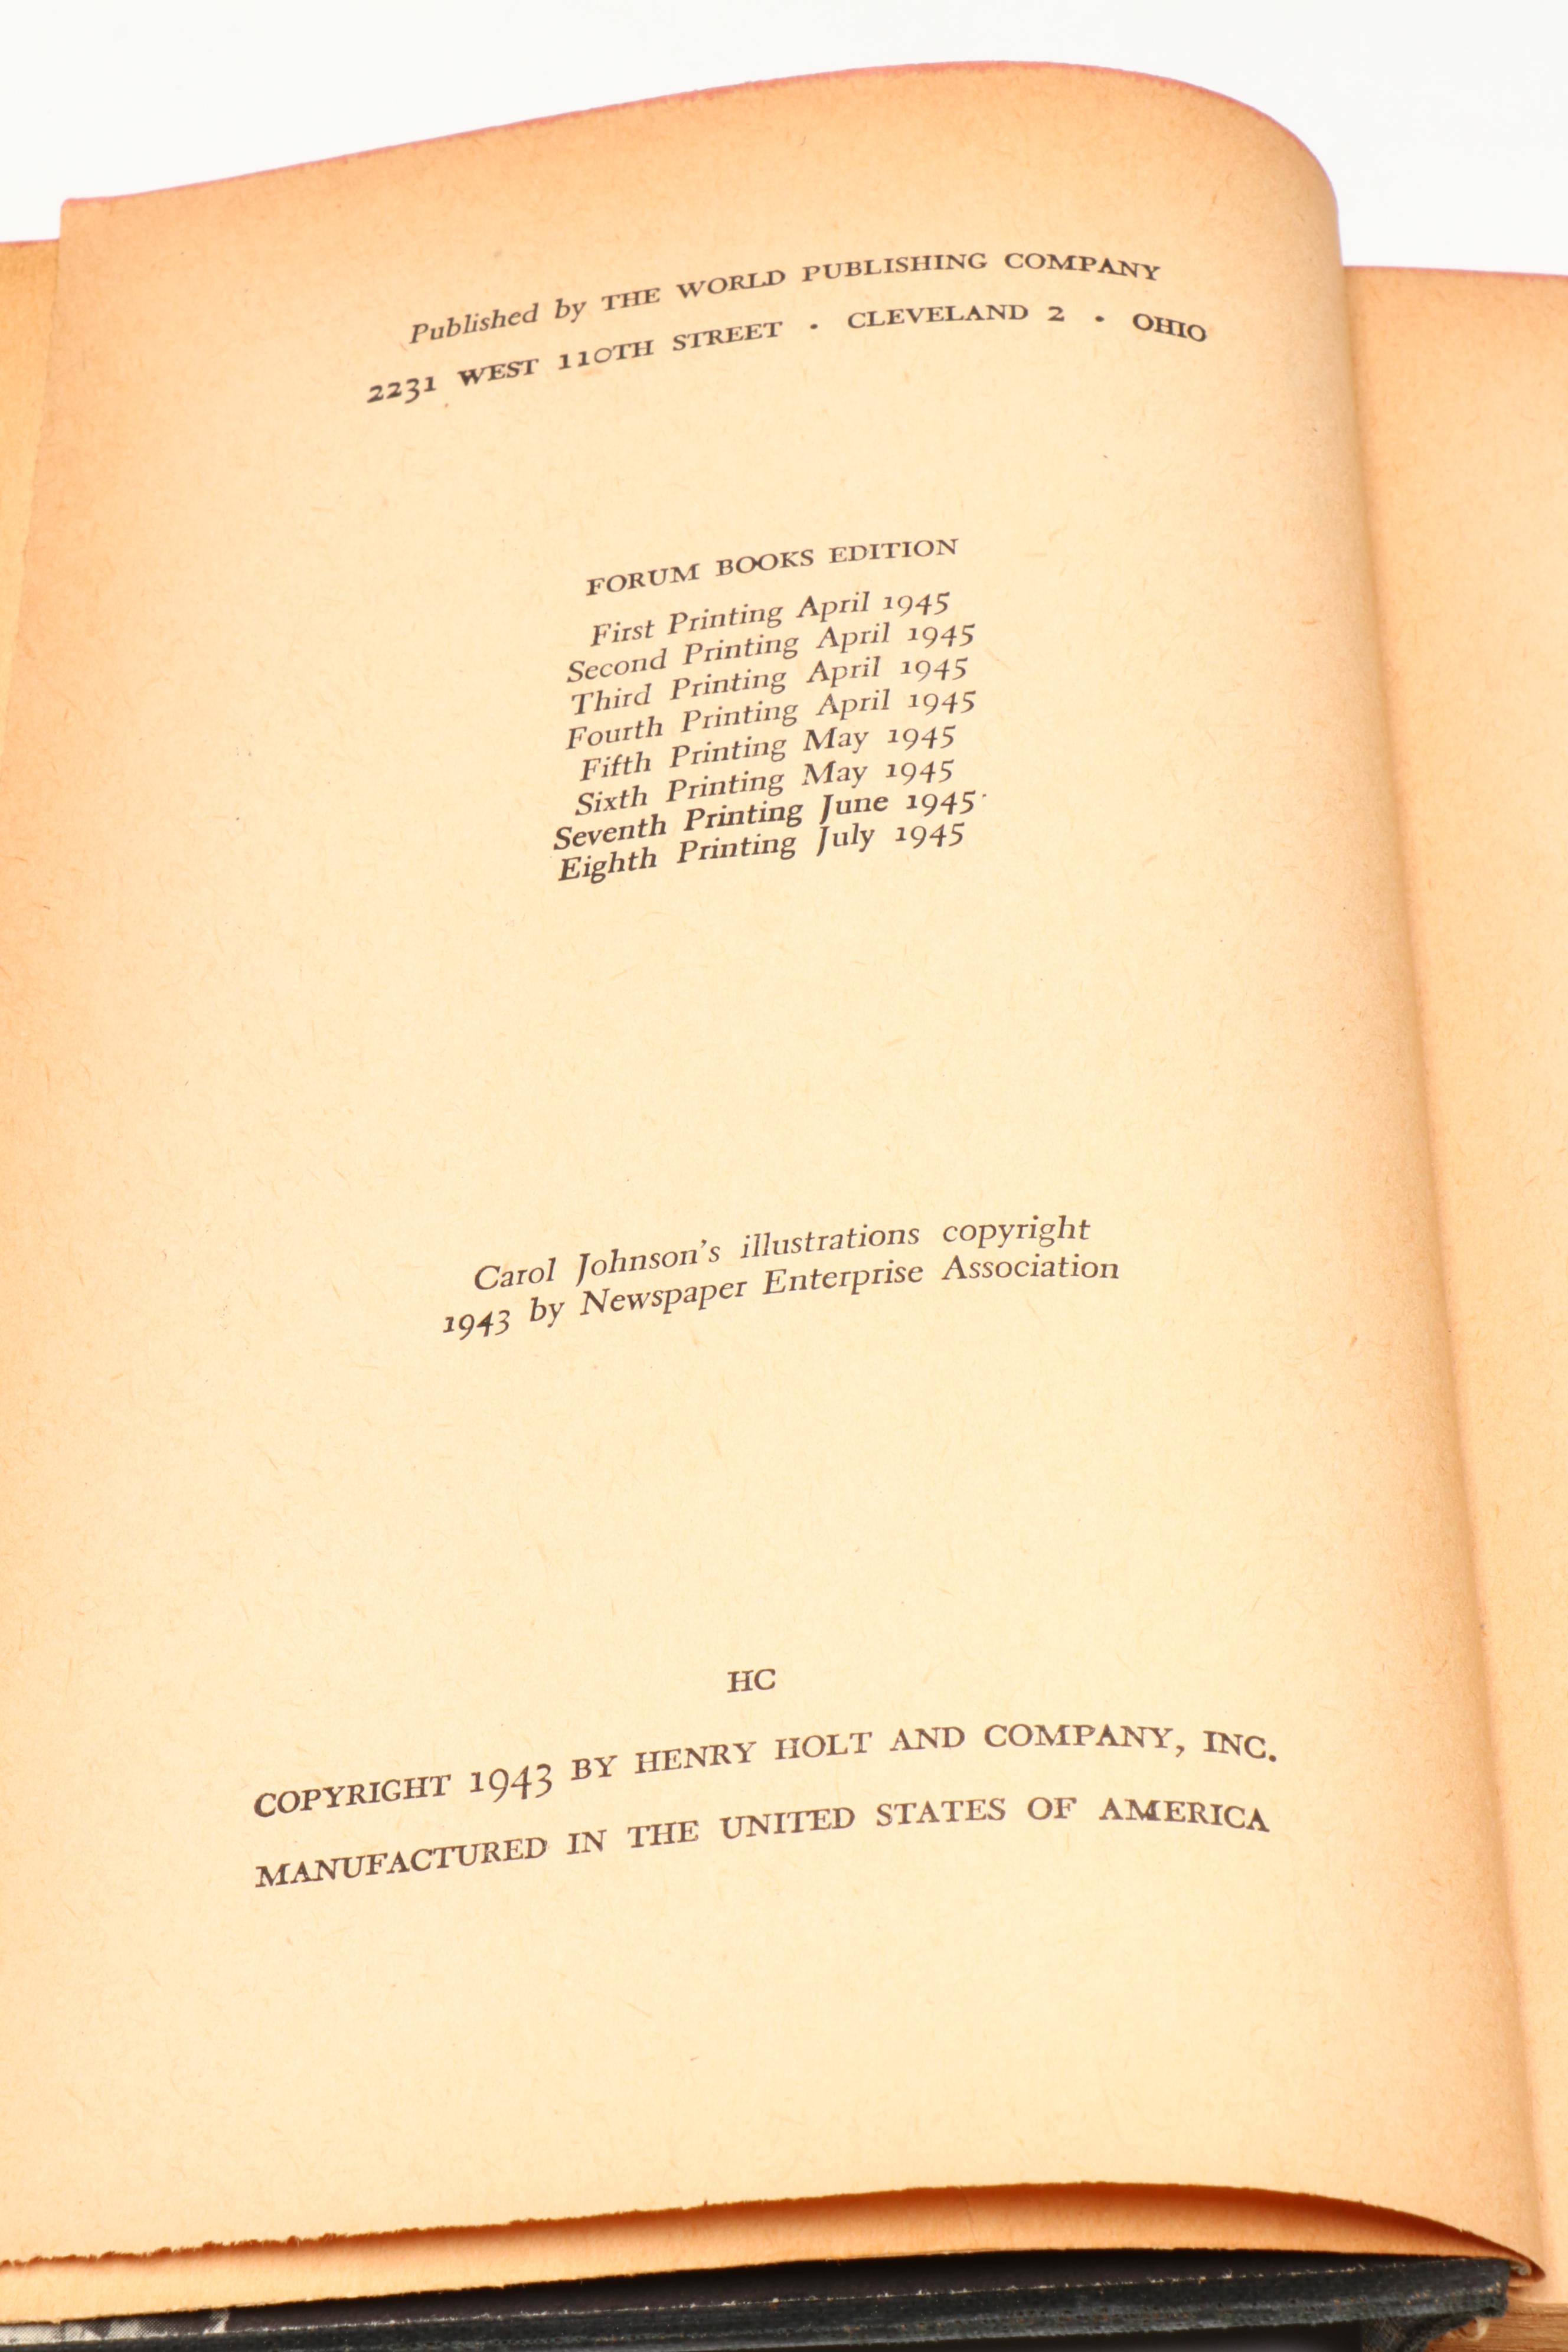 Published by THE WORLD PUBLISHING COMPANY
2231 WEST 110TH STREET · CLEVELAND 2 · OHIO
FORUM BOOKS EDITION
First Printing April 1945
Second Printing April 1945
Third Printing April 1945
Fourth Printing April 1945
Fifth Printing May 1945
Sixth Printing May 1945
Seventh Printing June 1945
Eighth Printing July 1945
Carol Johnson's illustrations copyright
1943 by Newspaper Enterprise Association
HC
COPYRIGHT 1943 BY HENRY HOLT AND COMPANY, INC.
MANUFACTURED IN THE UNITED STATES OF AMERICA